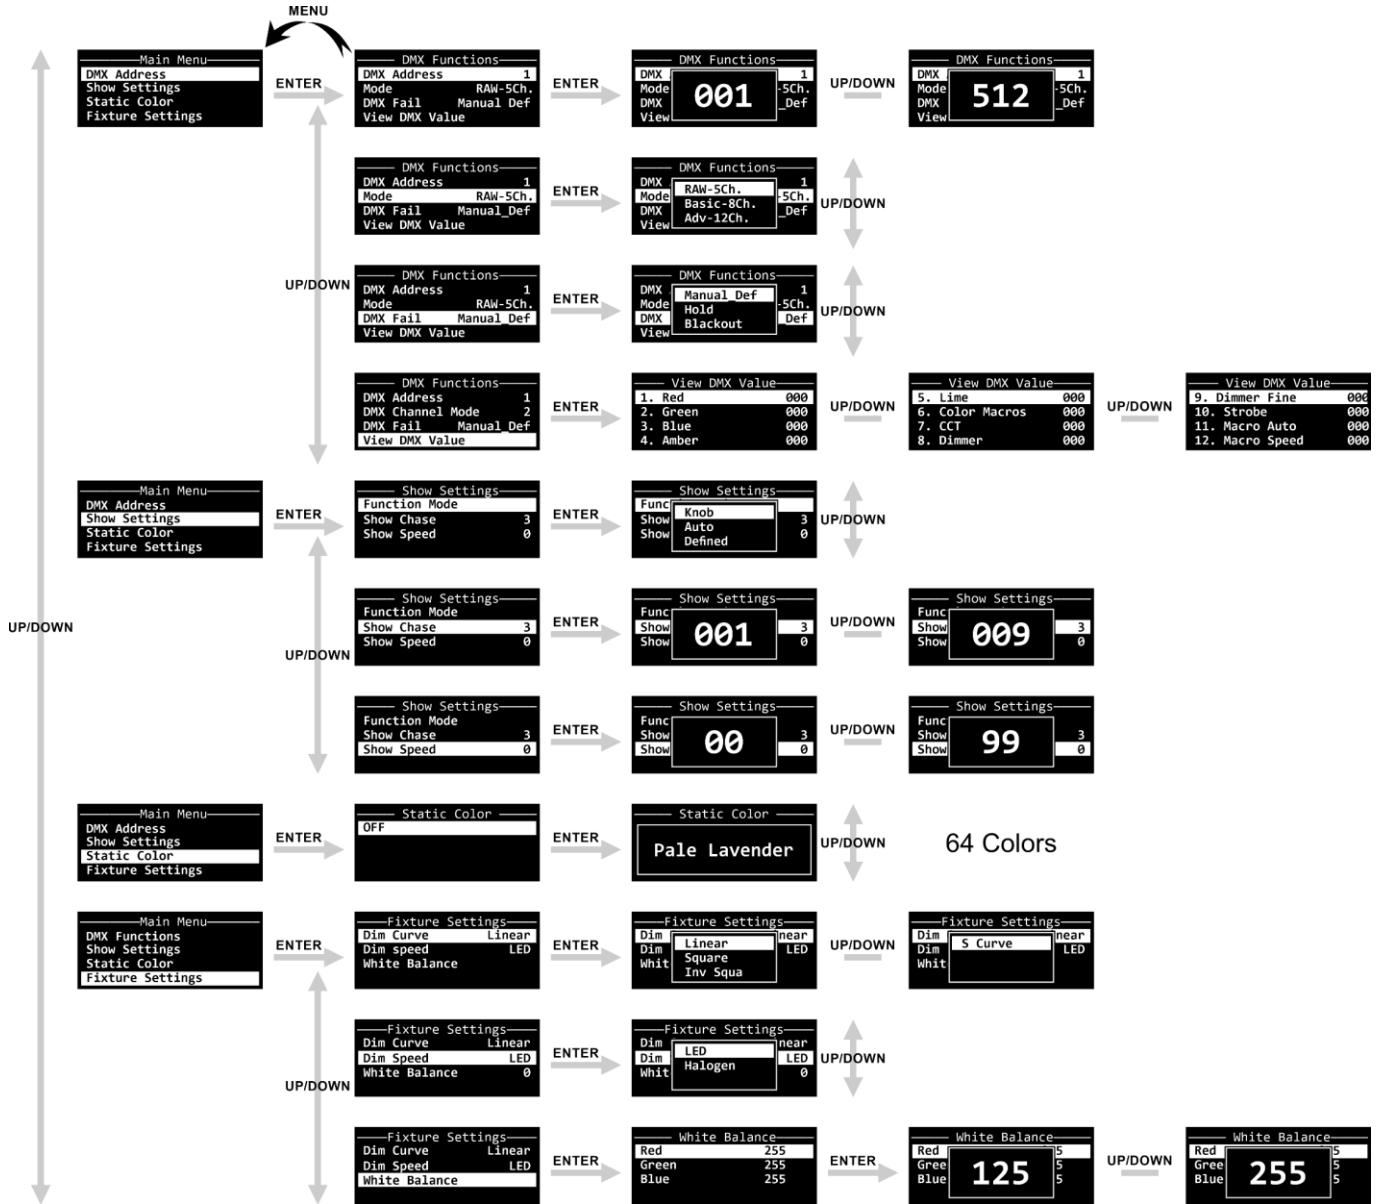 MENU
Main Menu
DMX Address
Show Settings
Static Color
Fixture Settings
ENTER
DMX Functions
DMX Address 1
Mode RAW-5Ch.
DMX Fail Manual Def
View DMX Value
ENTER
DMX Functions
DMX 1
Mode -5Ch.
DMX _Def
View
001
UP/DOWN
DMX Functions
DMX 1
Mode -5Ch.
DMX _Def
View
512
DMX Functions
DMX Address 1
Mode RAW-5Ch.
DMX Fail Manual_Def
View DMX Value
ENTER
DMX Functions
DMX 1
Mode -5Ch.
DMX _Def
View
RAW-5Ch.
Basic-8Ch.
Adv-12Ch.
UP/DOWN
UP/DOWN
DMX Functions
DMX Address 1
Mode RAW-5Ch.
DMX Fail Manual_Def
View DMX Value
ENTER
DMX Functions
DMX 1
Mode -5Ch.
DMX _Def
View
Manual_Def
Hold
Blackout
UP/DOWN
DMX Functions
DMX Address 1
DMX Channel Mode 2
DMX Fail Manual_Def
View DMX Value
ENTER
View DMX Value
1. Red 000
2. Green 000
3. Blue 000
4. Amber 000
UP/DOWN
View DMX Value
5. Lime 000
6. Color Macros 000
7. CCT 000
8. Dimmer 000
UP/DOWN
View DMX Value
9. Dimmer Fine 000
10. Strobe 000
11. Macro Auto 000
12. Macro Speed 000
Main Menu
DMX Address
Show Settings
Static Color
Fixture Settings
ENTER
Show Settings
Function Mode
Show Chase 3
Show Speed 0
ENTER
Show Settings
Func
Show 3
Show 0
Knob
Auto
Defined
UP/DOWN
UP/DOWN
UP/DOWN
Show Settings
Function Mode
Show Chase 3
Show Speed 0
ENTER
Show Settings
Func
Show 3
Show 0
001
UP/DOWN
Show Settings
Func
Show 3
Show 0
009
Show Settings
Function Mode
Show Chase 3
Show Speed 0
ENTER
Show Settings
Func
Show 3
Show 0
00
UP/DOWN
Show Settings
Func
Show 3
Show 0
99
Main Menu
DMX Address
Show Settings
Static Color
Fixture Settings
ENTER
Static Color
OFF
ENTER
Static Color
Pale Lavender
UP/DOWN
64 Colors
Main Menu
DMX Functions
Show Settings
Static Color
Fixture Settings
ENTER
Fixture Settings
Dim Curve Linear
Dim speed LED
White Balance
ENTER
Fixture Settings
Dim near
Dim LED
Whit
Linear
Square
Inv Squa
UP/DOWN
Fixture Settings
Dim near
Dim LED
Whit
S Curve
UP/DOWN
Fixture Settings
Dim Curve Linear
Dim Speed LED
White Balance 0
ENTER
Fixture Settings
Dim near
Dim LED
Whit 0
LED
Halogen
UP/DOWN
Fixture Settings
Dim Curve Linear
Dim Speed LED
White Balance
ENTER
White Balance
Red 255
Green 255
Blue 255
ENTER
White Balance
Red 5
Gree 5
Blue 5
125
UP/DOWN
White Balance
Red 5
Gree 5
Blue 5
255